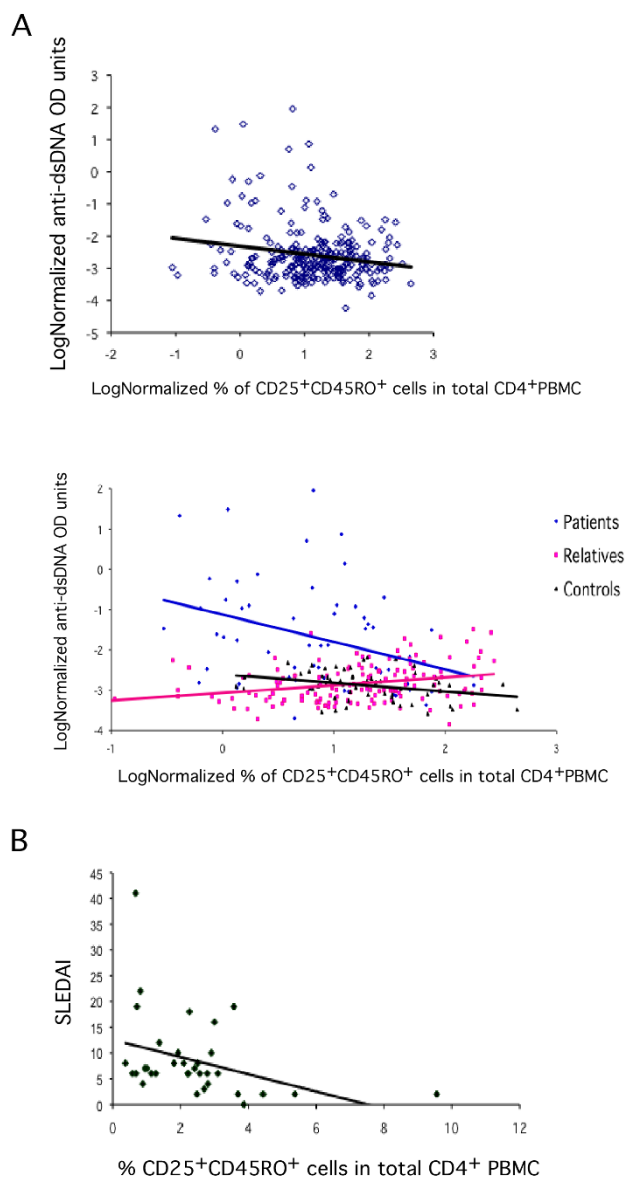 A
LogNormalized anti-dsDNA OD units
3
2
1
0
-1
-2
-3
-4
-5
-2 -1 0 1 2 3
LogNormalized % of CD25+CD45RO+ cells in total CD4+PBMC
LogNormalized anti-dsDNA OD units
2
1
0
-1
-2
-3
-4
-1 0 1 2 3
Patients
Relatives
Controls
LogNormalized % of CD25+CD45RO+ cells in total CD4+PBMC
B
SLEDAI
45
40
35
30
25
20
15
10
5
0
0 2 4 6 8 10 12
% CD25+CD45RO+ cells in total CD4+ PBMC